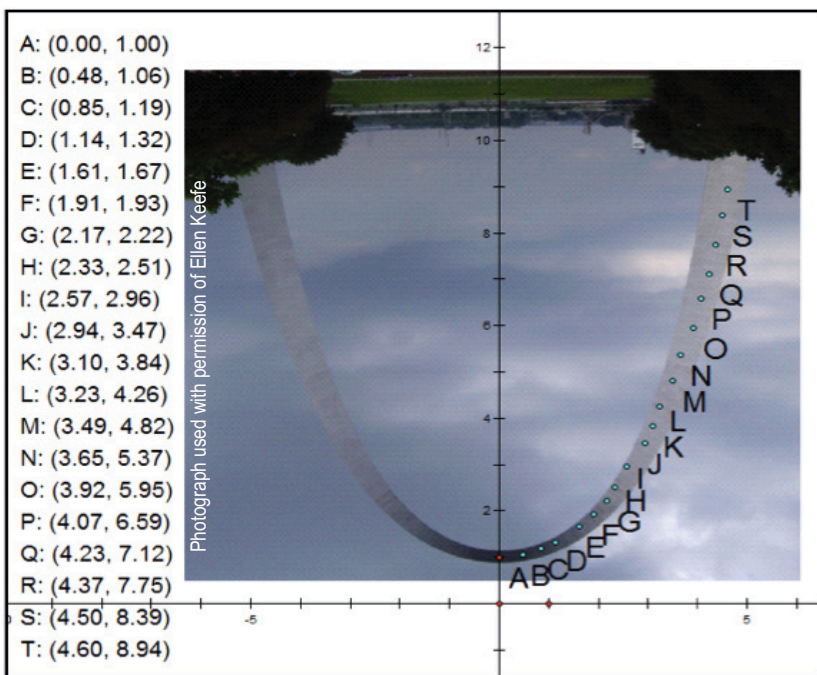 A: (0.00, 1.00)
B: (0.48, 1.06)
C: (0.85, 1.19)
D: (1.14, 1.32)
E: (1.61, 1.67)
F: (1.91, 1.93)
G: (2.17, 2.22)
H: (2.33, 2.51)
I: (2.57, 2.96)
J: (2.94, 3.47)
K: (3.10, 3.84)
L: (3.23, 4.26)
M: (3.49, 4.82)
N: (3.65, 5.37)
O: (3.92, 5.95)
P: (4.07, 6.59)
Q: (4.23, 7.12)
R: (4.37, 7.75)
S: (4.50, 8.39)
T: (4.60, 8.94)
Photograph used with permission of Ellen Keefe
12
10
8
6
4
2
-5
5
T
S
R
Q
P
O
N
M
L
K
J
I
H
G
F
E
D
C
B
A